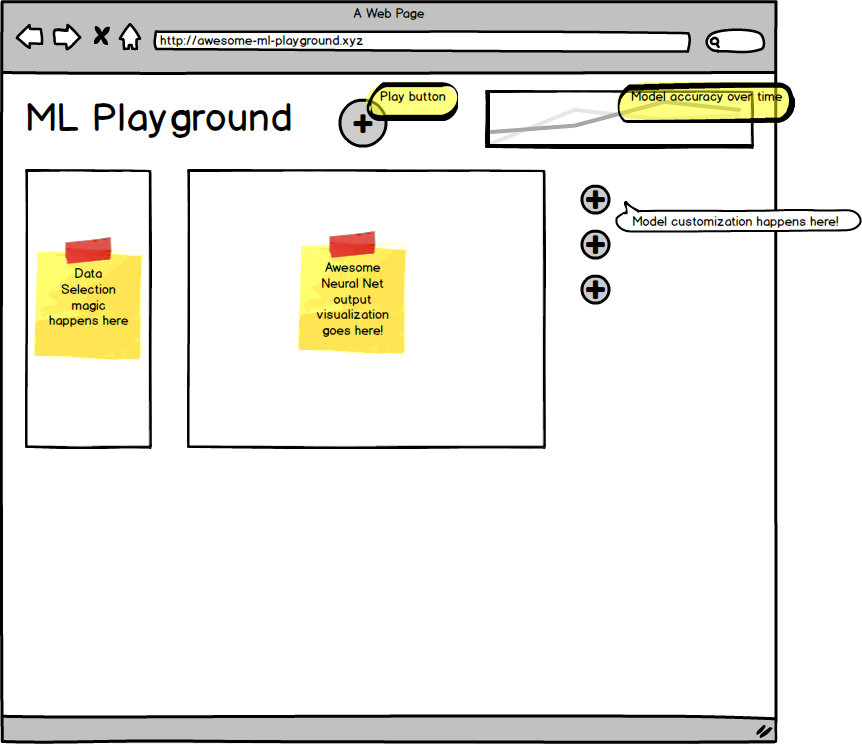 A Web Page
http://awesome-ml-playground.xyz
ML Playground
Play button
Model accuracy over time
Data
Selection
magic
happens here
Awesome
Neural Net
output
visualization
goes here!
Model customization happens here!